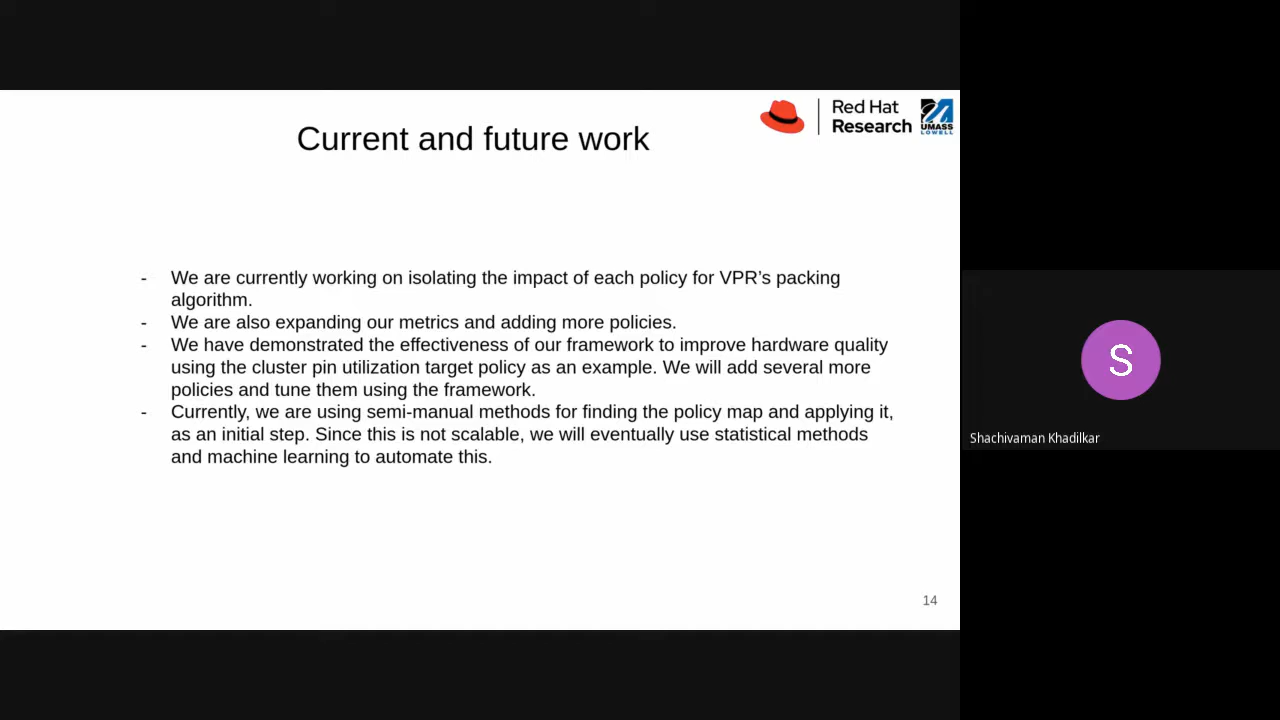 Current and future work
Red Hat
Research
UMASS
LOWELL
- We are currently working on isolating the impact of each policy for VPR’s packing
algorithm.
- We are also expanding our metrics and adding more policies.
- We have demonstrated the effectiveness of our framework to improve hardware quality
using the cluster pin utilization target policy as an example. We will add several more
policies and tune them using the framework.
- Currently, we are using semi-manual methods for finding the policy map and applying it,
as an initial step. Since this is not scalable, we will eventually use statistical methods
and machine learning to automate this.
14
S
Shachivaman Khadilkar